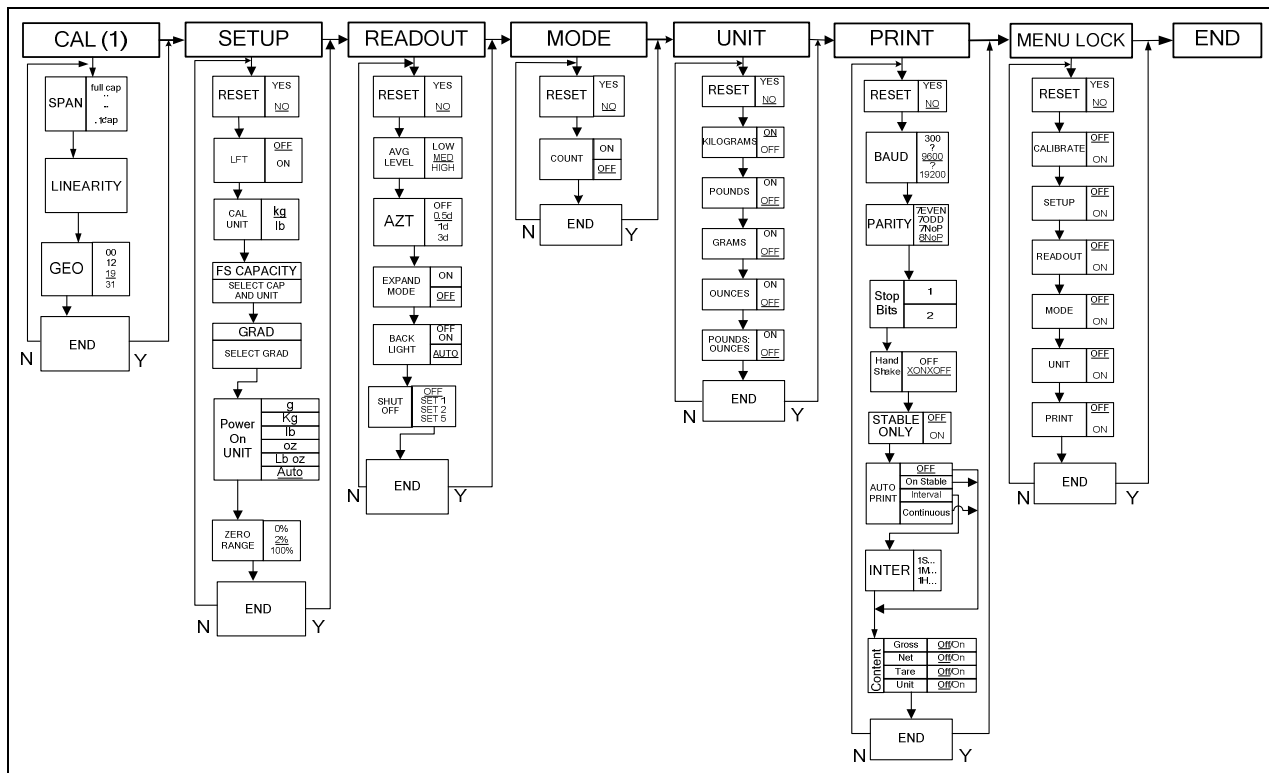 CAL (1)
SETUP
READOUT
MODE
UNIT
PRINT
MENU LOCK
END
SPAN
full cap
..
..
.1cap
LINEARITY
GEO
00
12
19
31
END
N
Y
RESET
YES
NO
LFT
OFF
ON
CAL
UNIT
kg
lb
FS CAPACITY
SELECT CAP
AND UNIT
GRAD
SELECT GRAD
Power
On
UNIT
g
Kg
lb
oz
Lb oz
Auto
ZERO
RANGE
0%
2%
100%
END
N
Y
RESET
YES
NO
AVG
LEVEL
LOW
MED
HIGH
AZT
OFF
0.5d
1d
3d
EXPAND
MODE
ON
OFF
BACK
LIGHT
OFF
ON
AUTO
SHUT
OFF
OFF
SET 1
SET 2
SET 5
END
N
Y
RESET
YES
NO
COUNT
ON
OFF
END
N
Y
RESET
YES
NO
KILOGRAMS
ON
OFF
POUNDS
ON
OFF
GRAMS
ON
OFF
OUNCES
ON
OFF
POUNDS:
OUNCES
ON
OFF
END
N
Y
RESET
YES
NO
BAUD
300
?
9600
?
19200
PARITY
7EVEN
7ODD
7NoP
8NoP
Stop
Bits
1
2
Hand
Shake
OFF
XONXOFF
STABLE
ONLY
OFF
ON
AUTO
PRINT
OFF
On Stable
Interval
Continuous
INTER
1S...
1M...
1H...
Content
Gross Off/On
Net Off/On
Tare Off/On
Unit Off/On
END
N
Y
RESET
YES
NO
CALIBRATE
OFF
ON
SETUP
OFF
ON
READOUT
OFF
ON
MODE
OFF
ON
UNIT
OFF
ON
PRINT
OFF
ON
END
N
Y